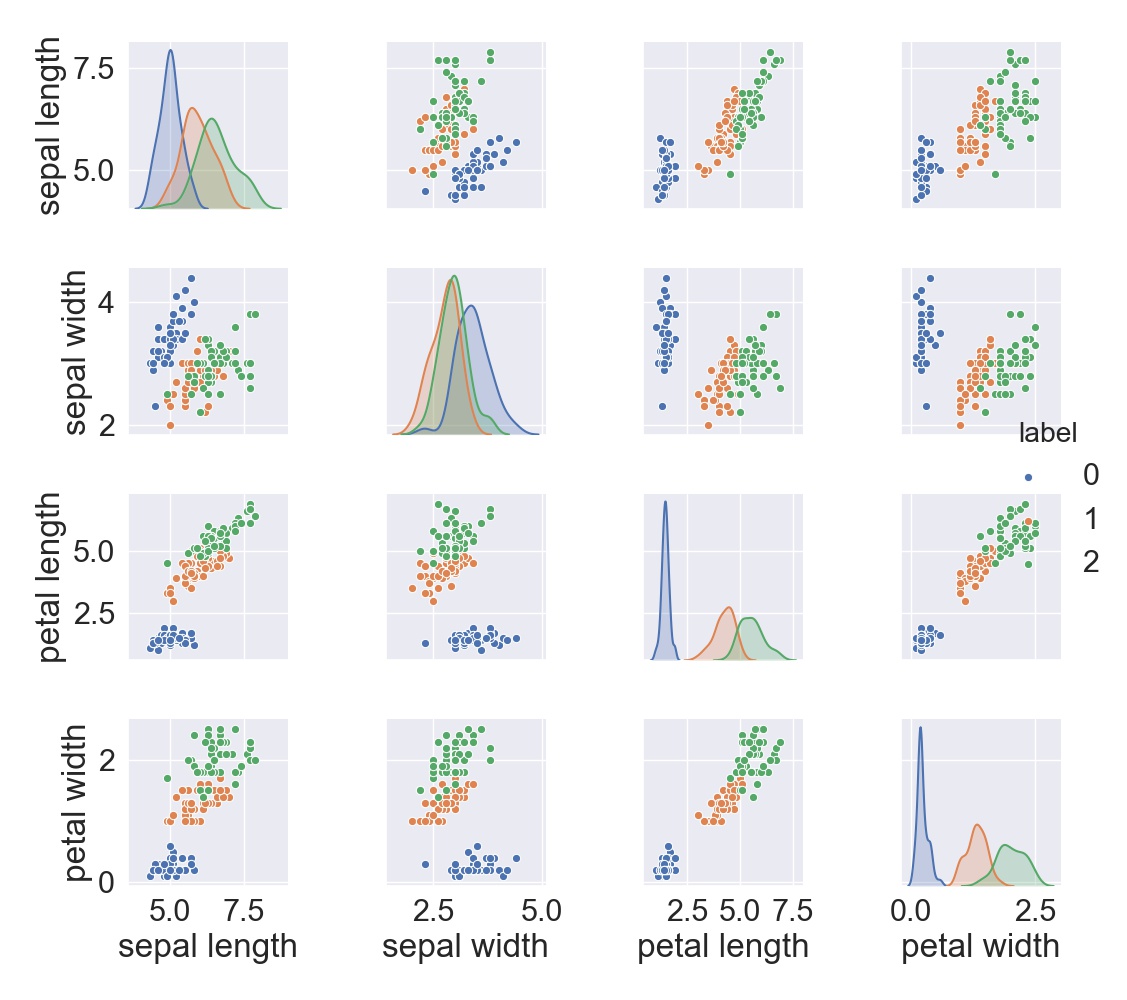 sepal length
7.5
5.0
sepal width
4
2
label
0
1
2
petal length
5.0
2.5
petal width
2
0
5.0 7.5 2.5 5.0 2.5 5.0 7.5 0.0 2.5
sepal length sepal width petal length petal width